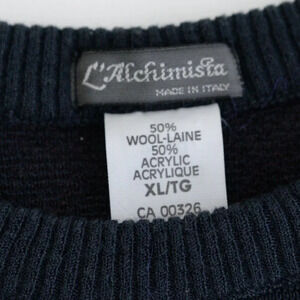 L'Alchimista
MADE IN ITALY
50%
WOOL-LAINE
50%
ACRYLIC
ACRYLIQUE
XL/TG
CA 00326